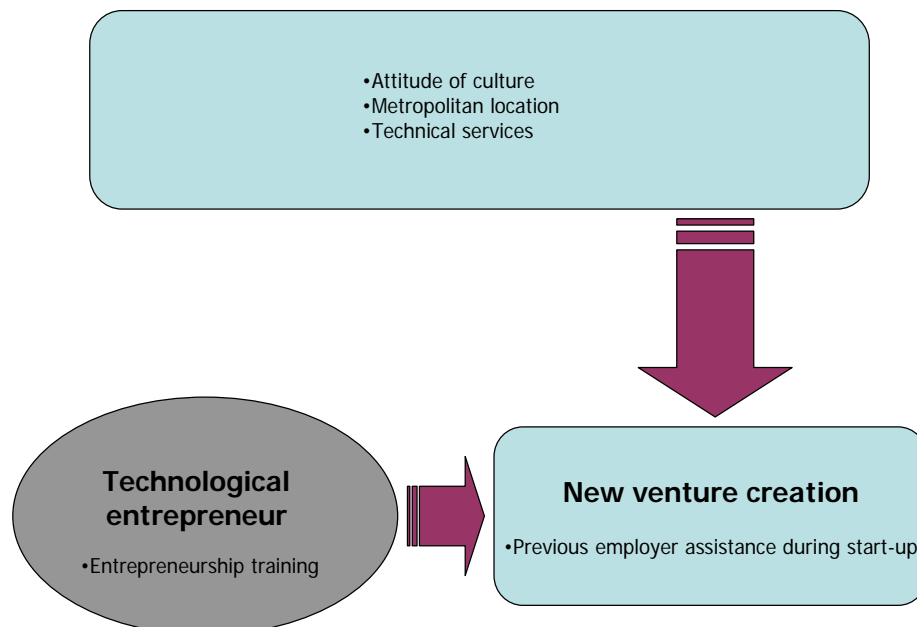 •Attitude of culture
•Metropolitan location
•Technical services
Technological
entrepreneur
•Entrepreneurship training
New venture creation
•Previous employer assistance during start-up